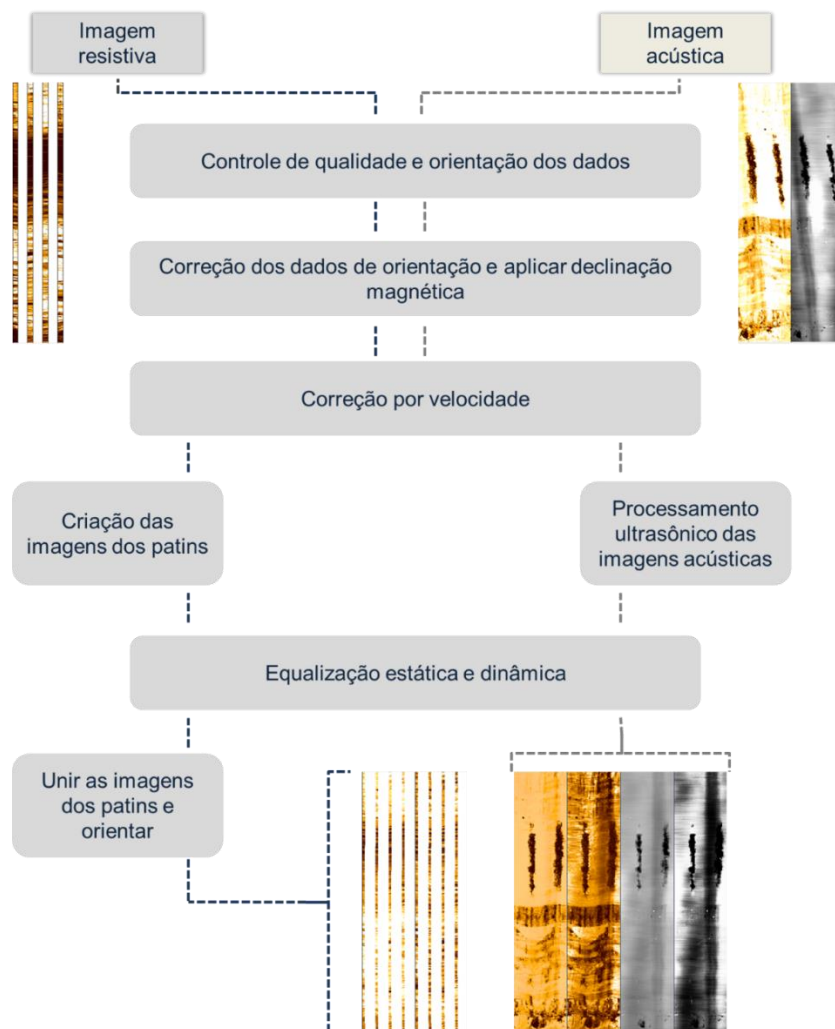 Imagem
resistiva
Imagem
acústica
Controle de qualidade e orientação dos dados
Correção dos dados de orientação e aplicar declinação
magnética
Correção por velocidade
Criação das
imagens dos patins
Processamento
ultrasônico das
imagens acústicas
Equalização estática e dinâmica
Unir as imagens
dos patins e
orientar